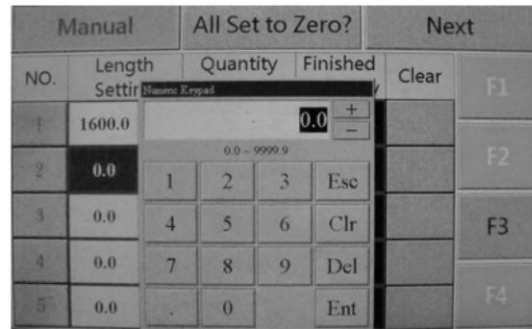 Manual All Set to Zero? Next
NO. Length Settin Quantity Finished Clear F1
Numeric Keypad
1 1600.0 0.0 + −
0.0 ~ 9999.9
2 0.0 1 2 3 Esc F2
3 0.0 4 5 6 Clr F3
4 0.0 7 8 9 Del F4
5 0.0 . 0 Ent